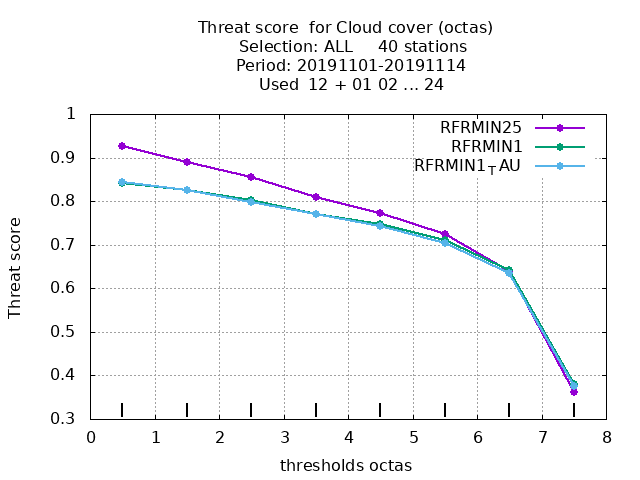 Threat score  for Cloud cover (octas)
Selection: ALL     40 stations
Period: 20191101-20191114
Used  12 + 01 02 ... 24
RFRMIN25
RFRMIN1
RFRMIN1TAU
1
0.9
0.8
0.7
0.6
0.5
0.4
0.3
Threat score
0 1 2 3 4 5 6 7 8
thresholds octas